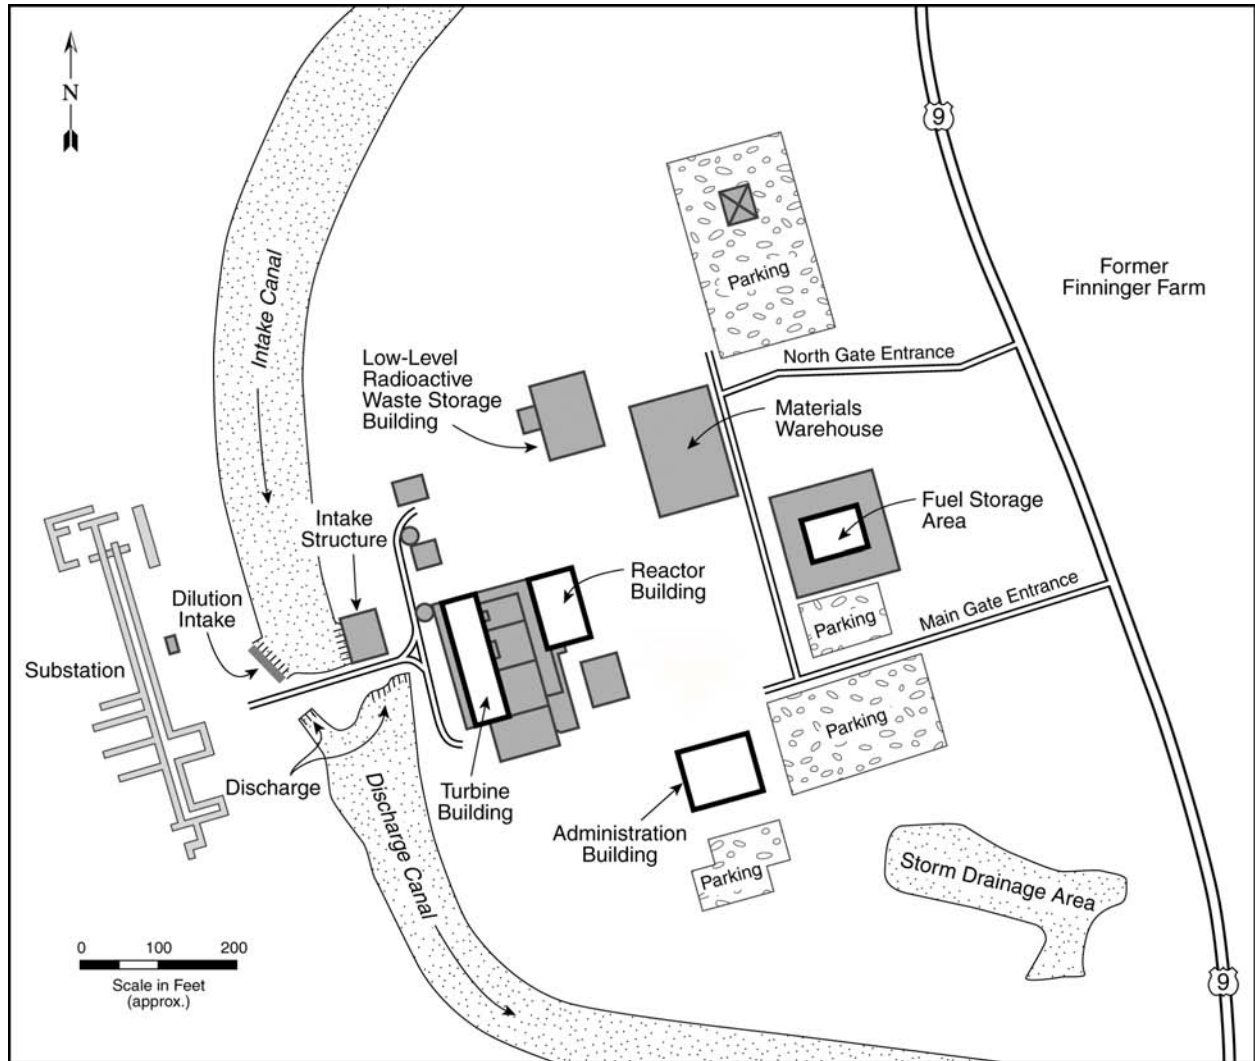 N
9
Intake Canal
Parking
Former
Finninger Farm
North Gate Entrance
Low-Level
Radioactive
Waste Storage
Building
Materials
Warehouse
Fuel Storage
Area
Intake
Structure
Reactor
Building
Dilution
Intake
Main Gate Entrance
Parking
Substation
Parking
Discharge
Turbine
Building
Discharge Canal
Administration
Building
Parking
Storm Drainage Area
0 100 200
Scale in Feet
(approx.)
9